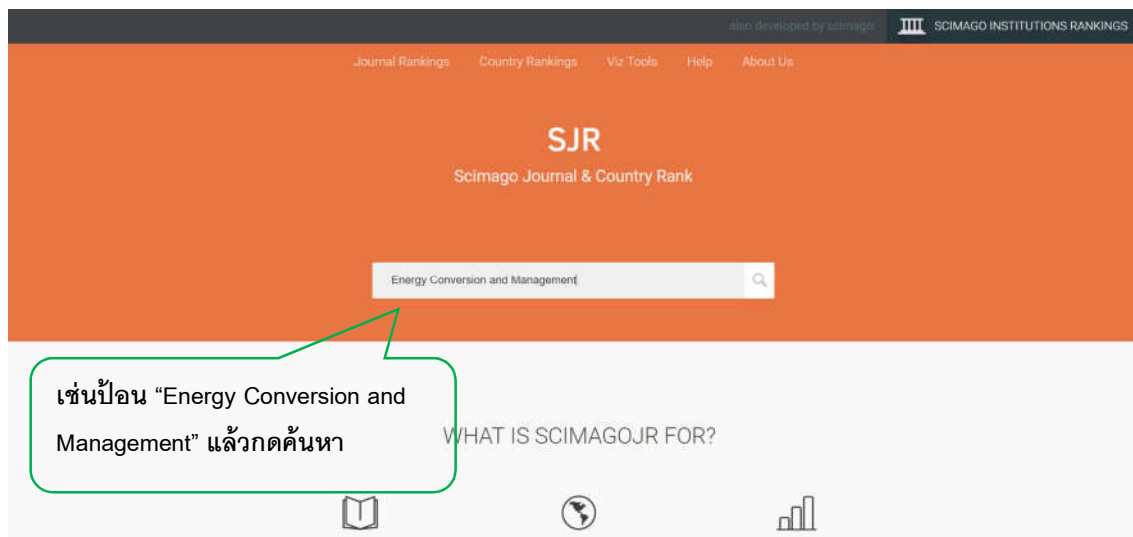 also developed by scimago
SCIMAGO INSTITUTIONS RANKINGS
Journal Rankings Country Rankings Viz Tools Help About Us
SJR
Scimago Journal & Country Rank
Energy Conversion and Management
เช่นป้อน “Energy Conversion and
Management” แล้วกดค้นหา
WHAT IS SCIMAGOJR FOR?